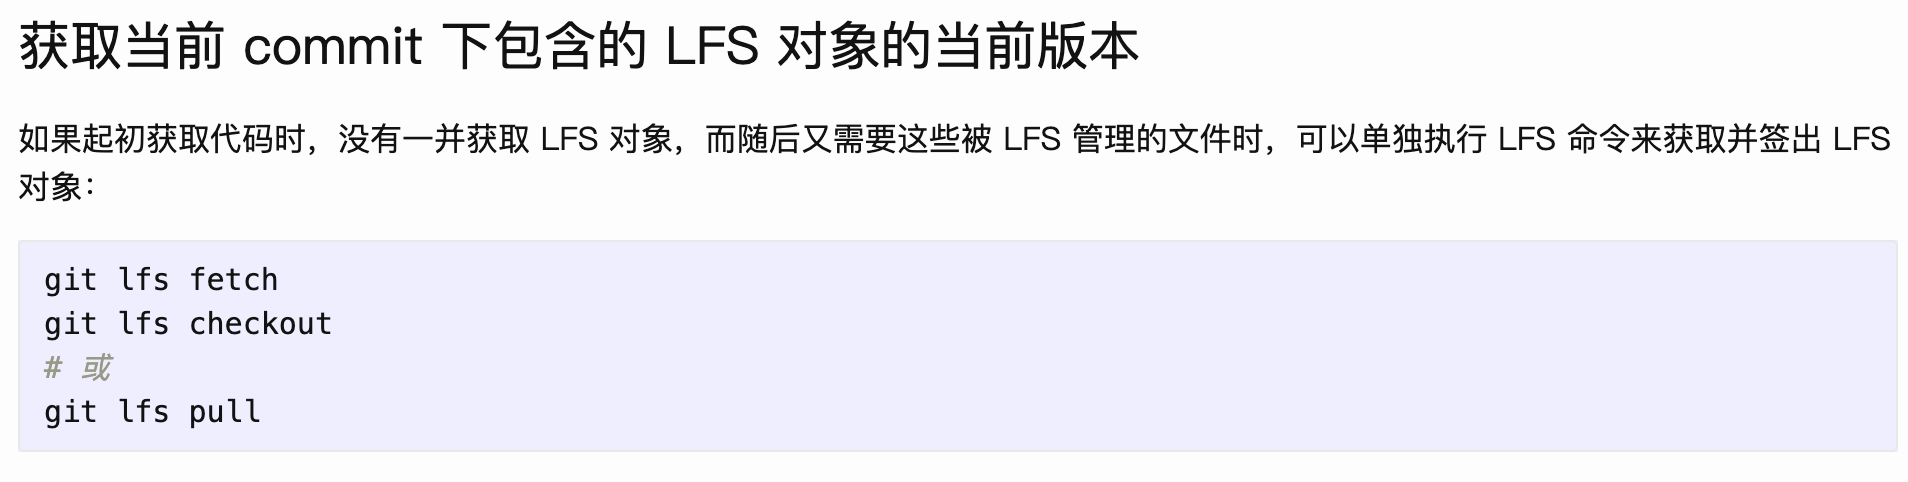 获取当前 commit 下包含的 LFS 对象的当前版本
如果起初获取代码时，没有一并获取 LFS 对象，而随后又需要这些被 LFS 管理的文件时，可以单独执行 LFS 命令来获取并签出 LFS
对象：
git lfs fetch
git lfs checkout
# 或
git lfs pull